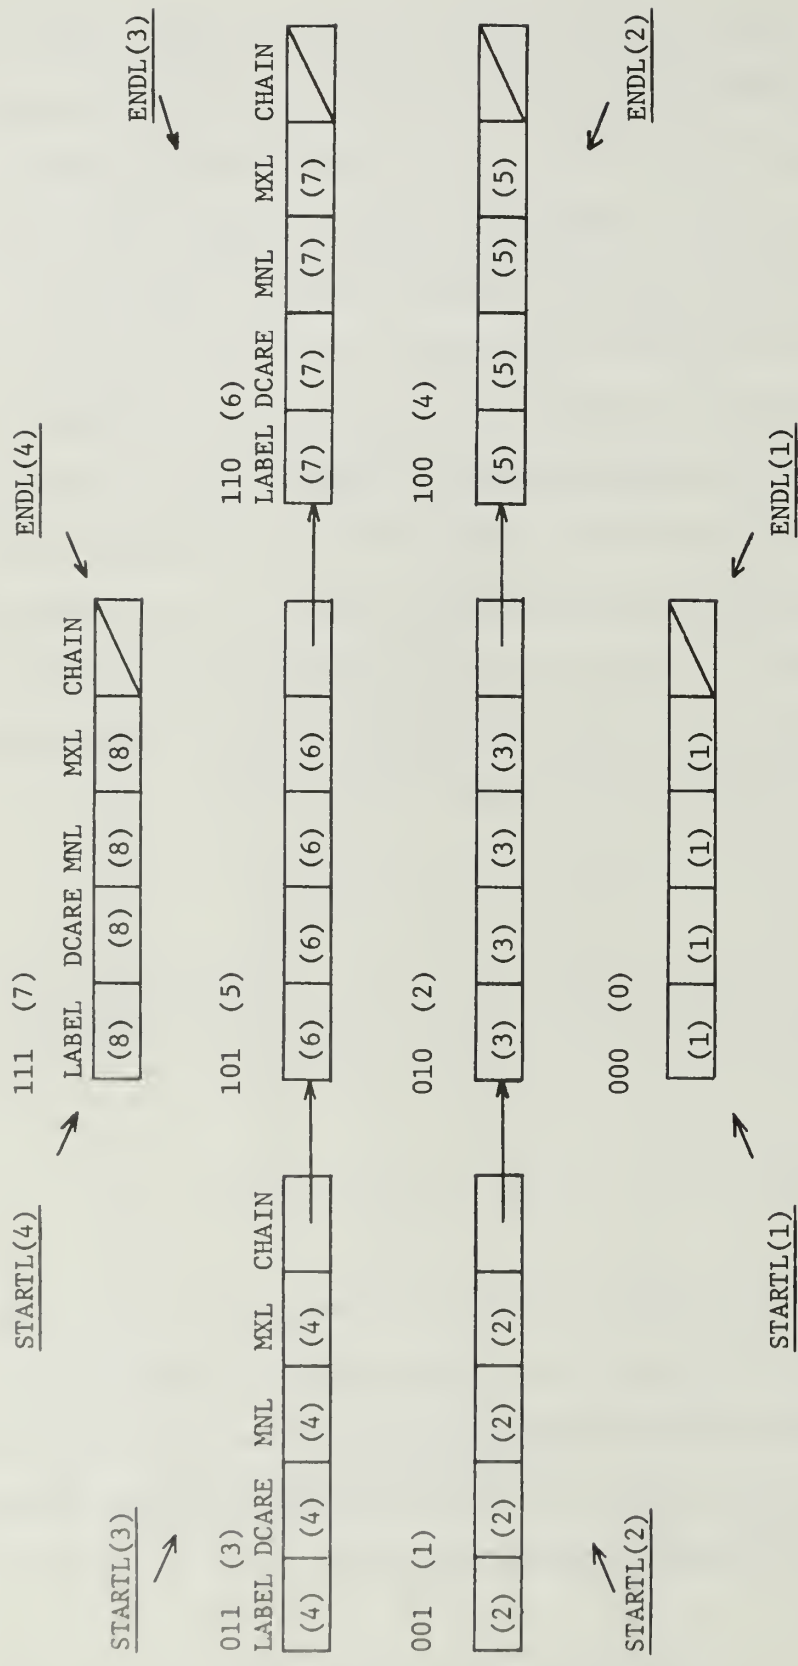 STARTL(4) ENDL(4)
111 (7)
LABEL DCARE MNL MXL CHAIN
(8) (8) (8) (8)
STARTL(3) ENDL(3)
011 (3) 101 (5) 110 (6)
LABEL DCARE MNL MXL CHAIN LABEL DCARE MNL MXL CHAIN
(4) (4) (4) (4) (6) (6) (6) (6) (7) (7) (7) (7)
001 (1) 010 (2) 100 (4)
(2) (2) (2) (2) (3) (3) (3) (3) (5) (5) (5) (5)
STARTL(2) ENDL(2)
000 (0)
(1) (1) (1) (1)
STARTL(1) ENDL(1)